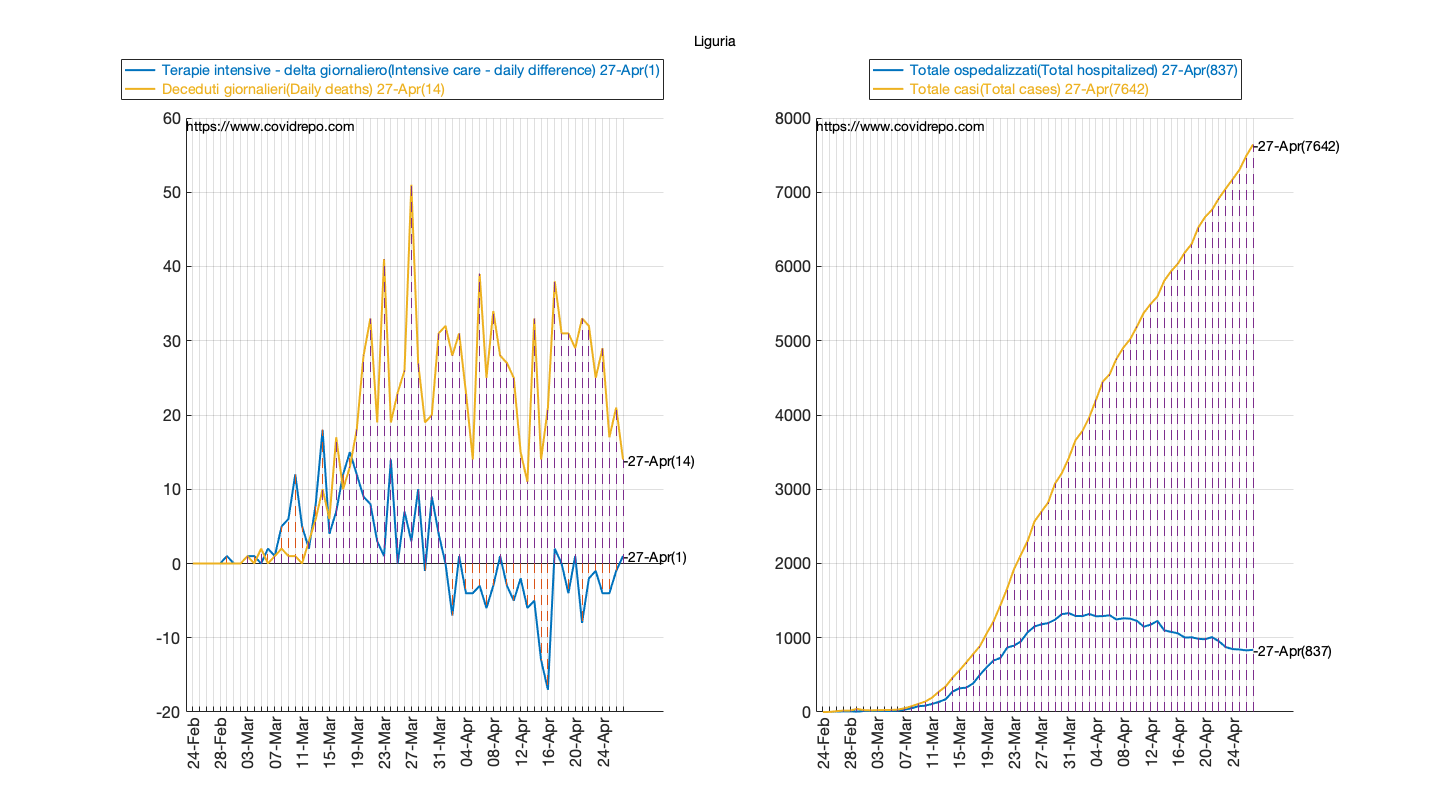 Liguria
Terapie intensive - delta giornaliero(Intensive care - daily difference) 27-Apr(1)
Deceduti giornalieri(Daily deaths) 27-Apr(14)
https://www.covidrepo.com
60
50
40
30
20
10
0
-10
-20
27-Apr(14)
27-Apr(1)
24-Feb
28-Feb
03-Mar
07-Mar
11-Mar
15-Mar
19-Mar
23-Mar
27-Mar
31-Mar
04-Apr
08-Apr
12-Apr
16-Apr
20-Apr
24-Apr
Totale ospedalizzati(Total hospitalized) 27-Apr(837)
Totale casi(Total cases) 27-Apr(7642)
https://www.covidrepo.com
8000
7000
6000
5000
4000
3000
2000
1000
0
27-Apr(7642)
27-Apr(837)
24-Feb
28-Feb
03-Mar
07-Mar
11-Mar
15-Mar
19-Mar
23-Mar
27-Mar
31-Mar
04-Apr
08-Apr
12-Apr
16-Apr
20-Apr
24-Apr